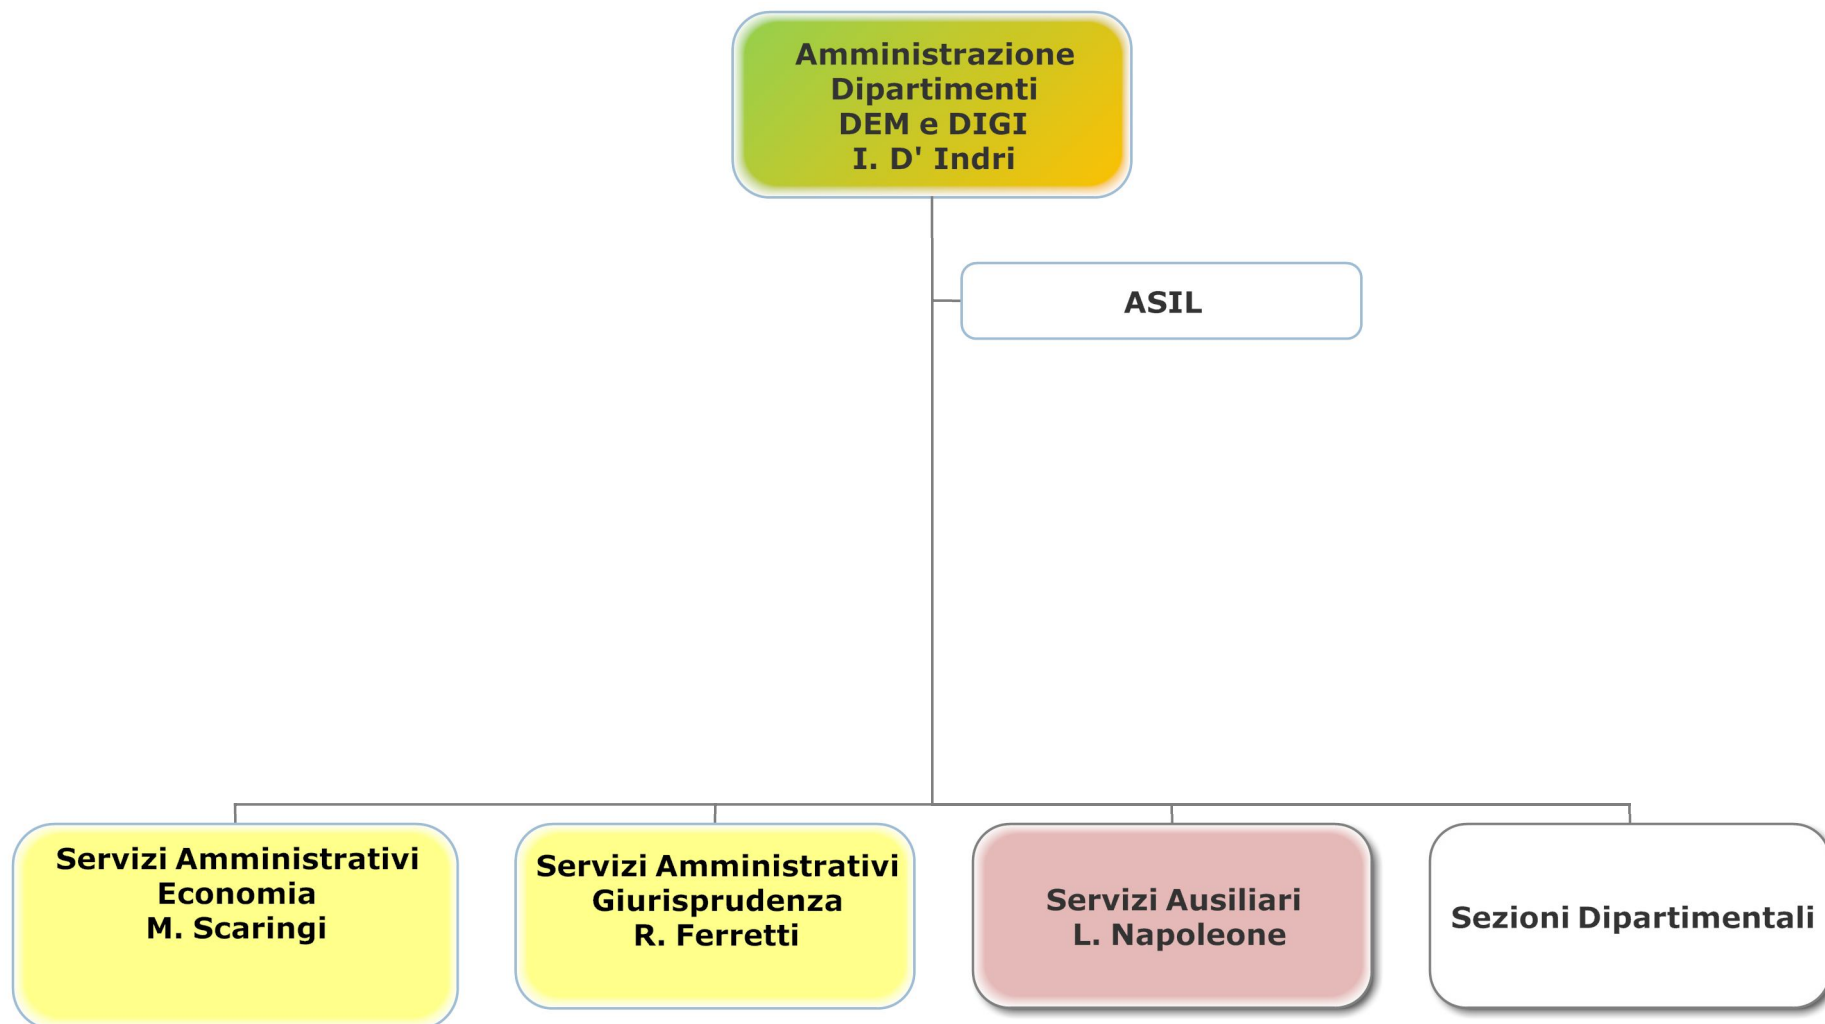 Amministrazione
Dipartimenti
DEM e DIGI
I. D' Indri
ASIL
Servizi Amministrativi
Economia
M. Scaringi
Servizi Amministrativi
Giurisprudenza
R. Ferretti
Servizi Ausiliari
L. Napoleone
Sezioni Dipartimentali